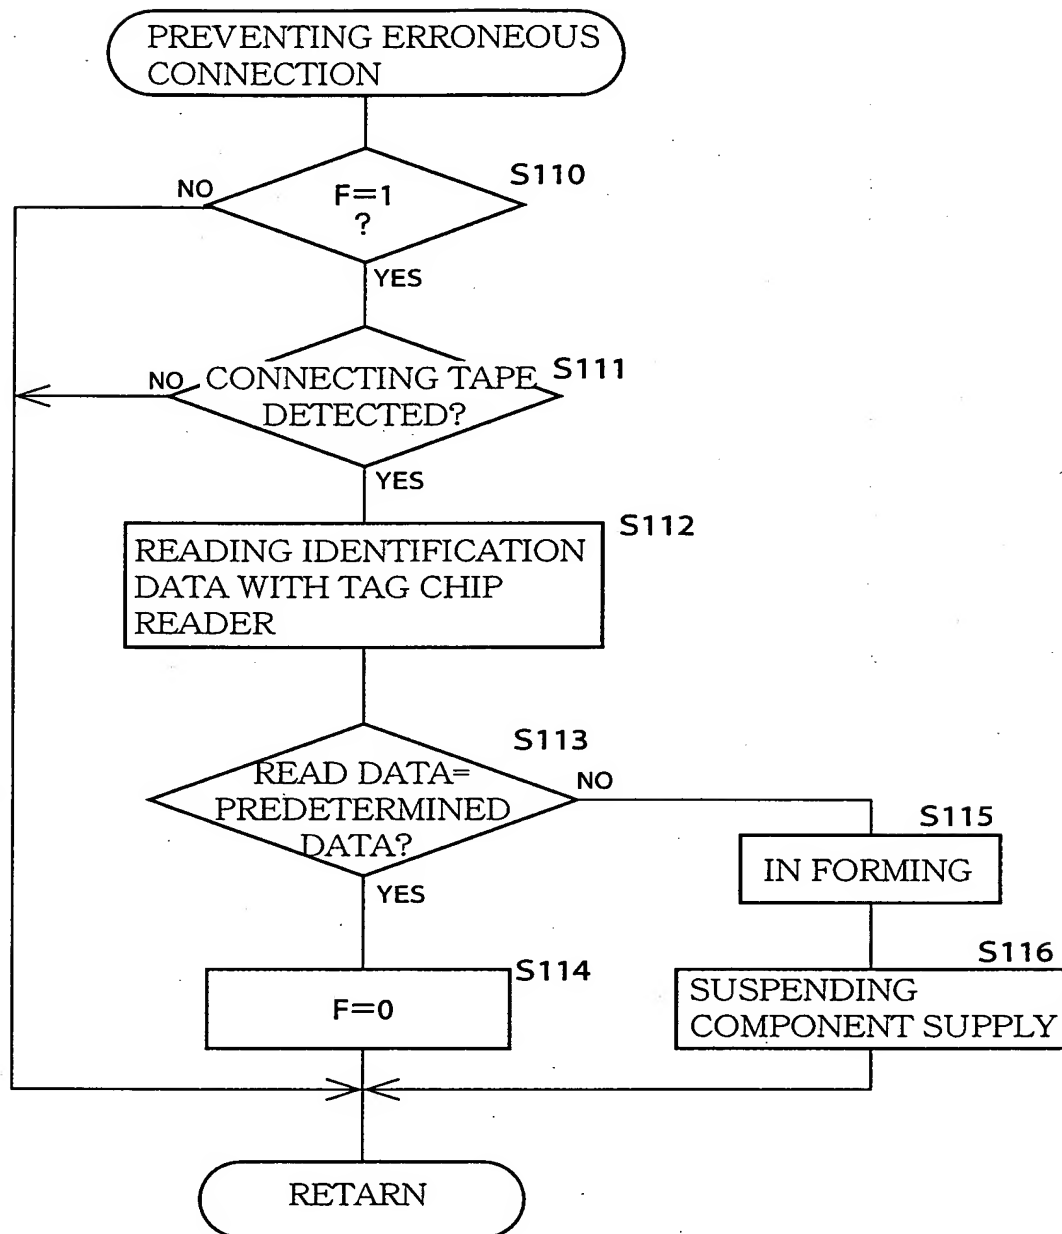 PREVENTING ERRONEOUS
CONNECTION
S110
NO
F=1
?
YES
S111
NO
CONNECTING TAPE
DETECTED?
YES
S112
READING IDENTIFICATION
DATA WITH TAG CHIP
READER
S113
READ DATA=
PREDETERMINED
DATA?
NO
YES
S115
IN FORMING
S114
F=0
S116
SUSPENDING
COMPONENT SUPPLY
RETARN